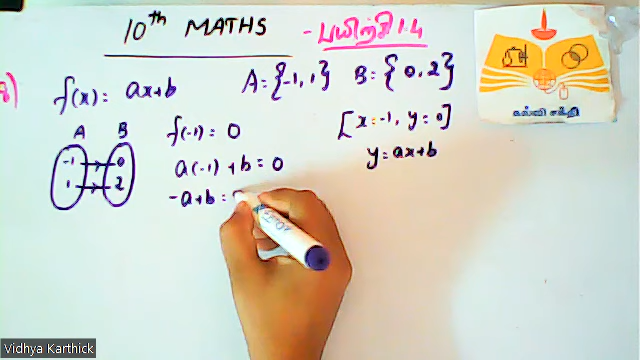 10th MATHS - பயிற்சி 1.4
8)
f(x): ax+b A={-1,1} B={0,2}
கல்வி சக்தி
A B
f(-1) = 0 [x=-1, y=0]
-1 0
a(-1)+b=0 y=ax+b
1 2
-a+b=
Vidhya Karthick